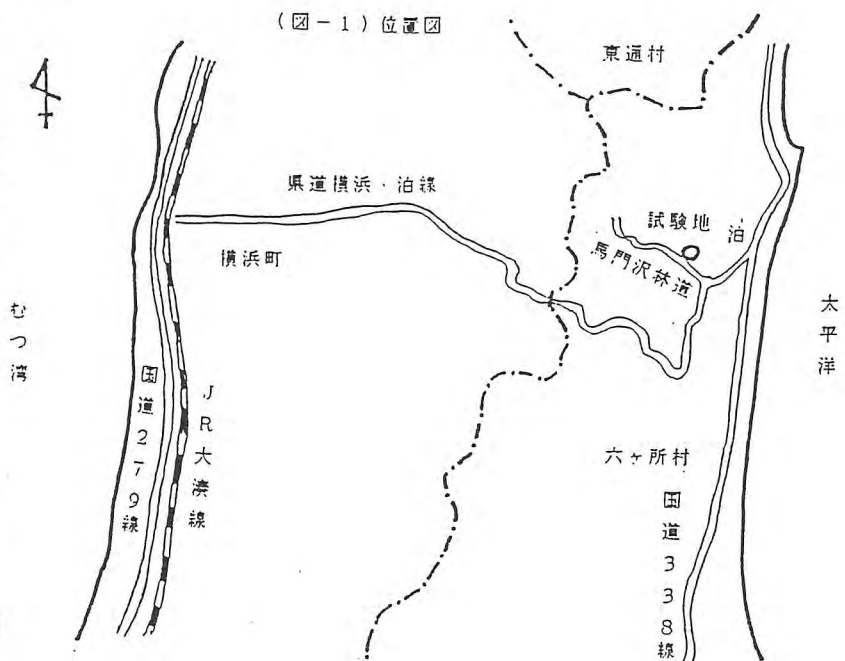 (図-1)位置図
東通村
県道横浜・泊線
試験地
泊
横浜町
馬門沢林道
むつ湾
太平洋
国道279線
JR大湊線
六ヶ所村
国道338線